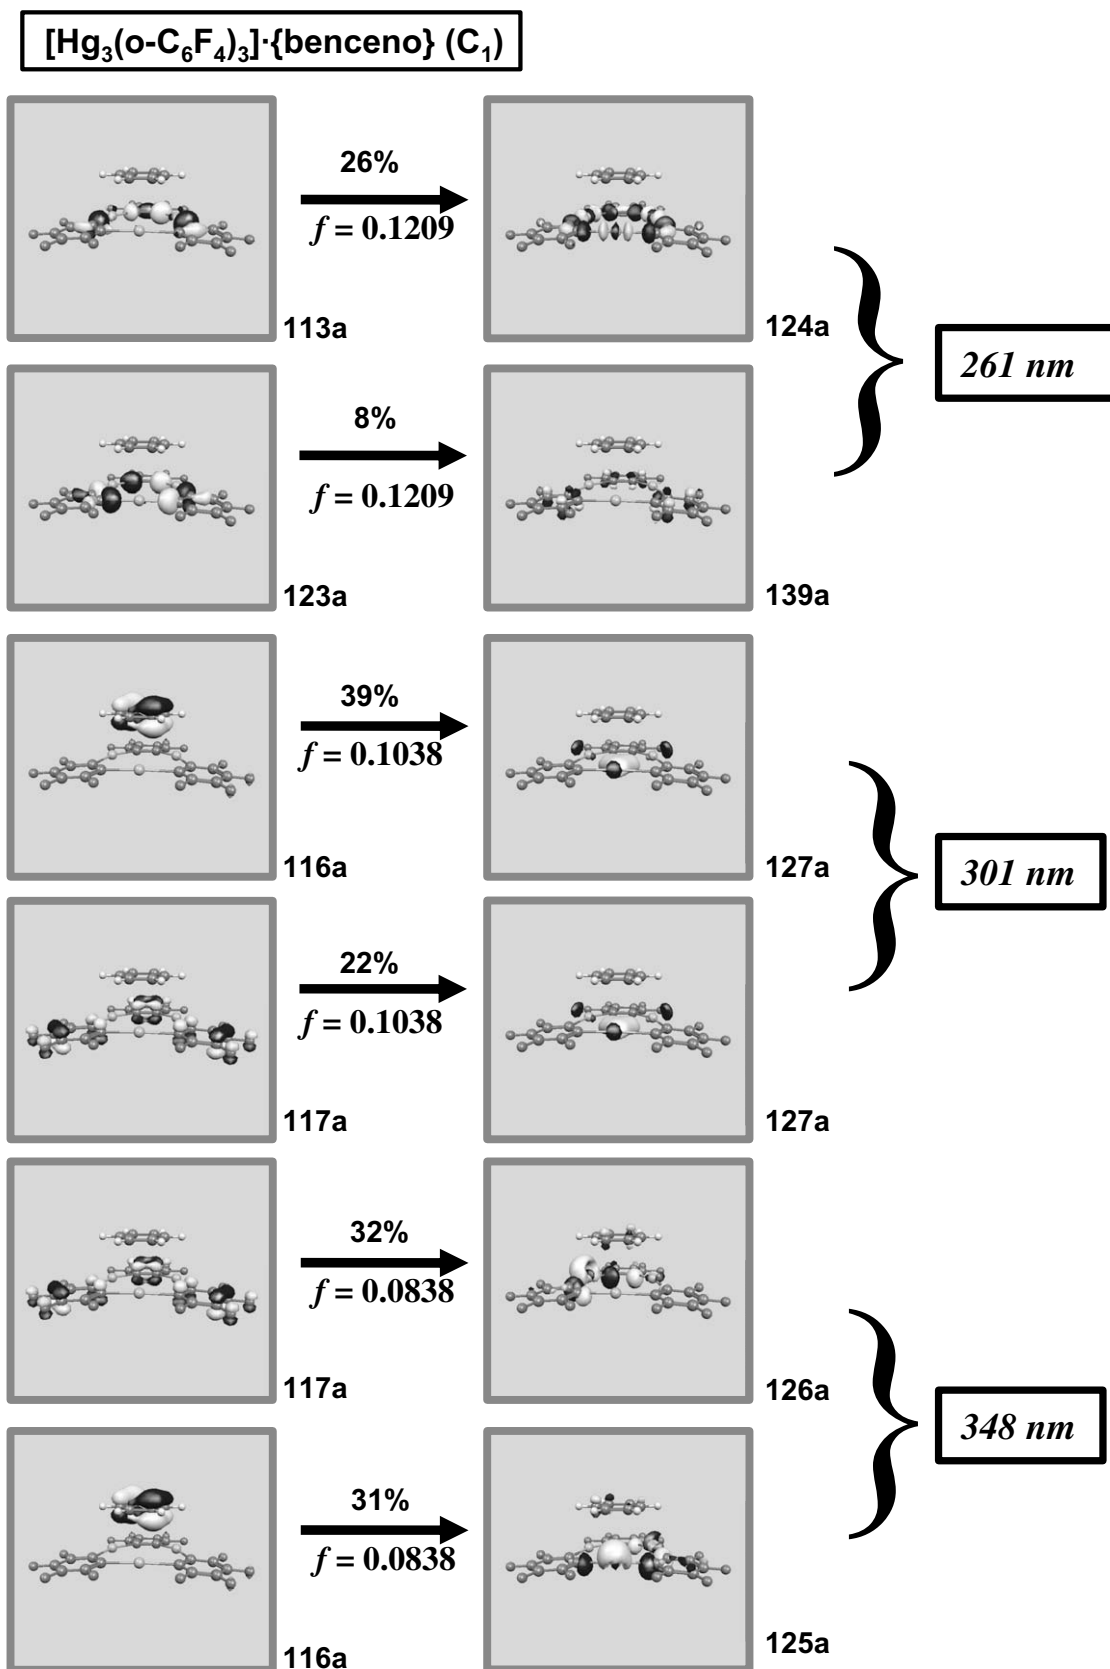 [Hg3(o-C6F4)3]·{benceno} (C1)
26%
f = 0.1209
113a
124a
261 nm
8%
f = 0.1209
123a
139a
39%
f = 0.1038
116a
127a
301 nm
22%
f = 0.1038
117a
127a
32%
f = 0.0838
117a
126a
348 nm
31%
f = 0.0838
116a
125a